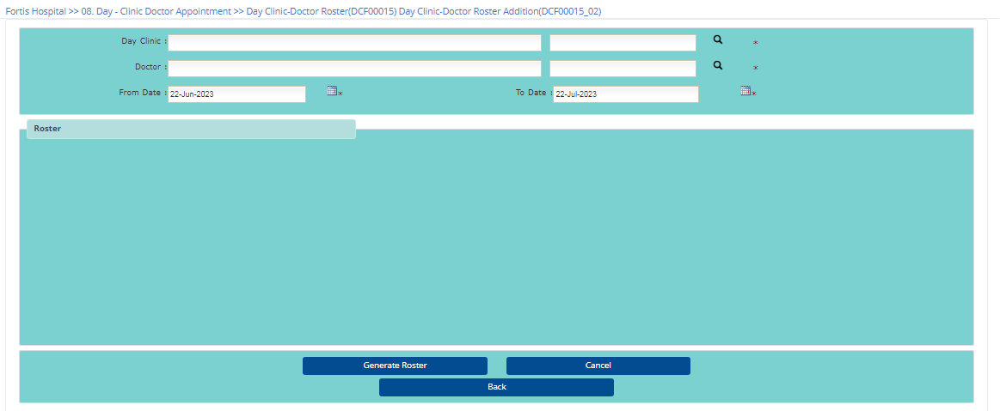 Fortis Hospital >> 08. Day - Clinic Doctor Appointment >> Day Clinic-Doctor Roster(DCF00015) Day Clinic-Doctor Roster Addition(DCF00015_02)
Day Clinic : *
Doctor : *
From Date : 22-Jun-2023 * To Date : 22-Jul-2023 *
Roster
Generate Roster Cancel
Back